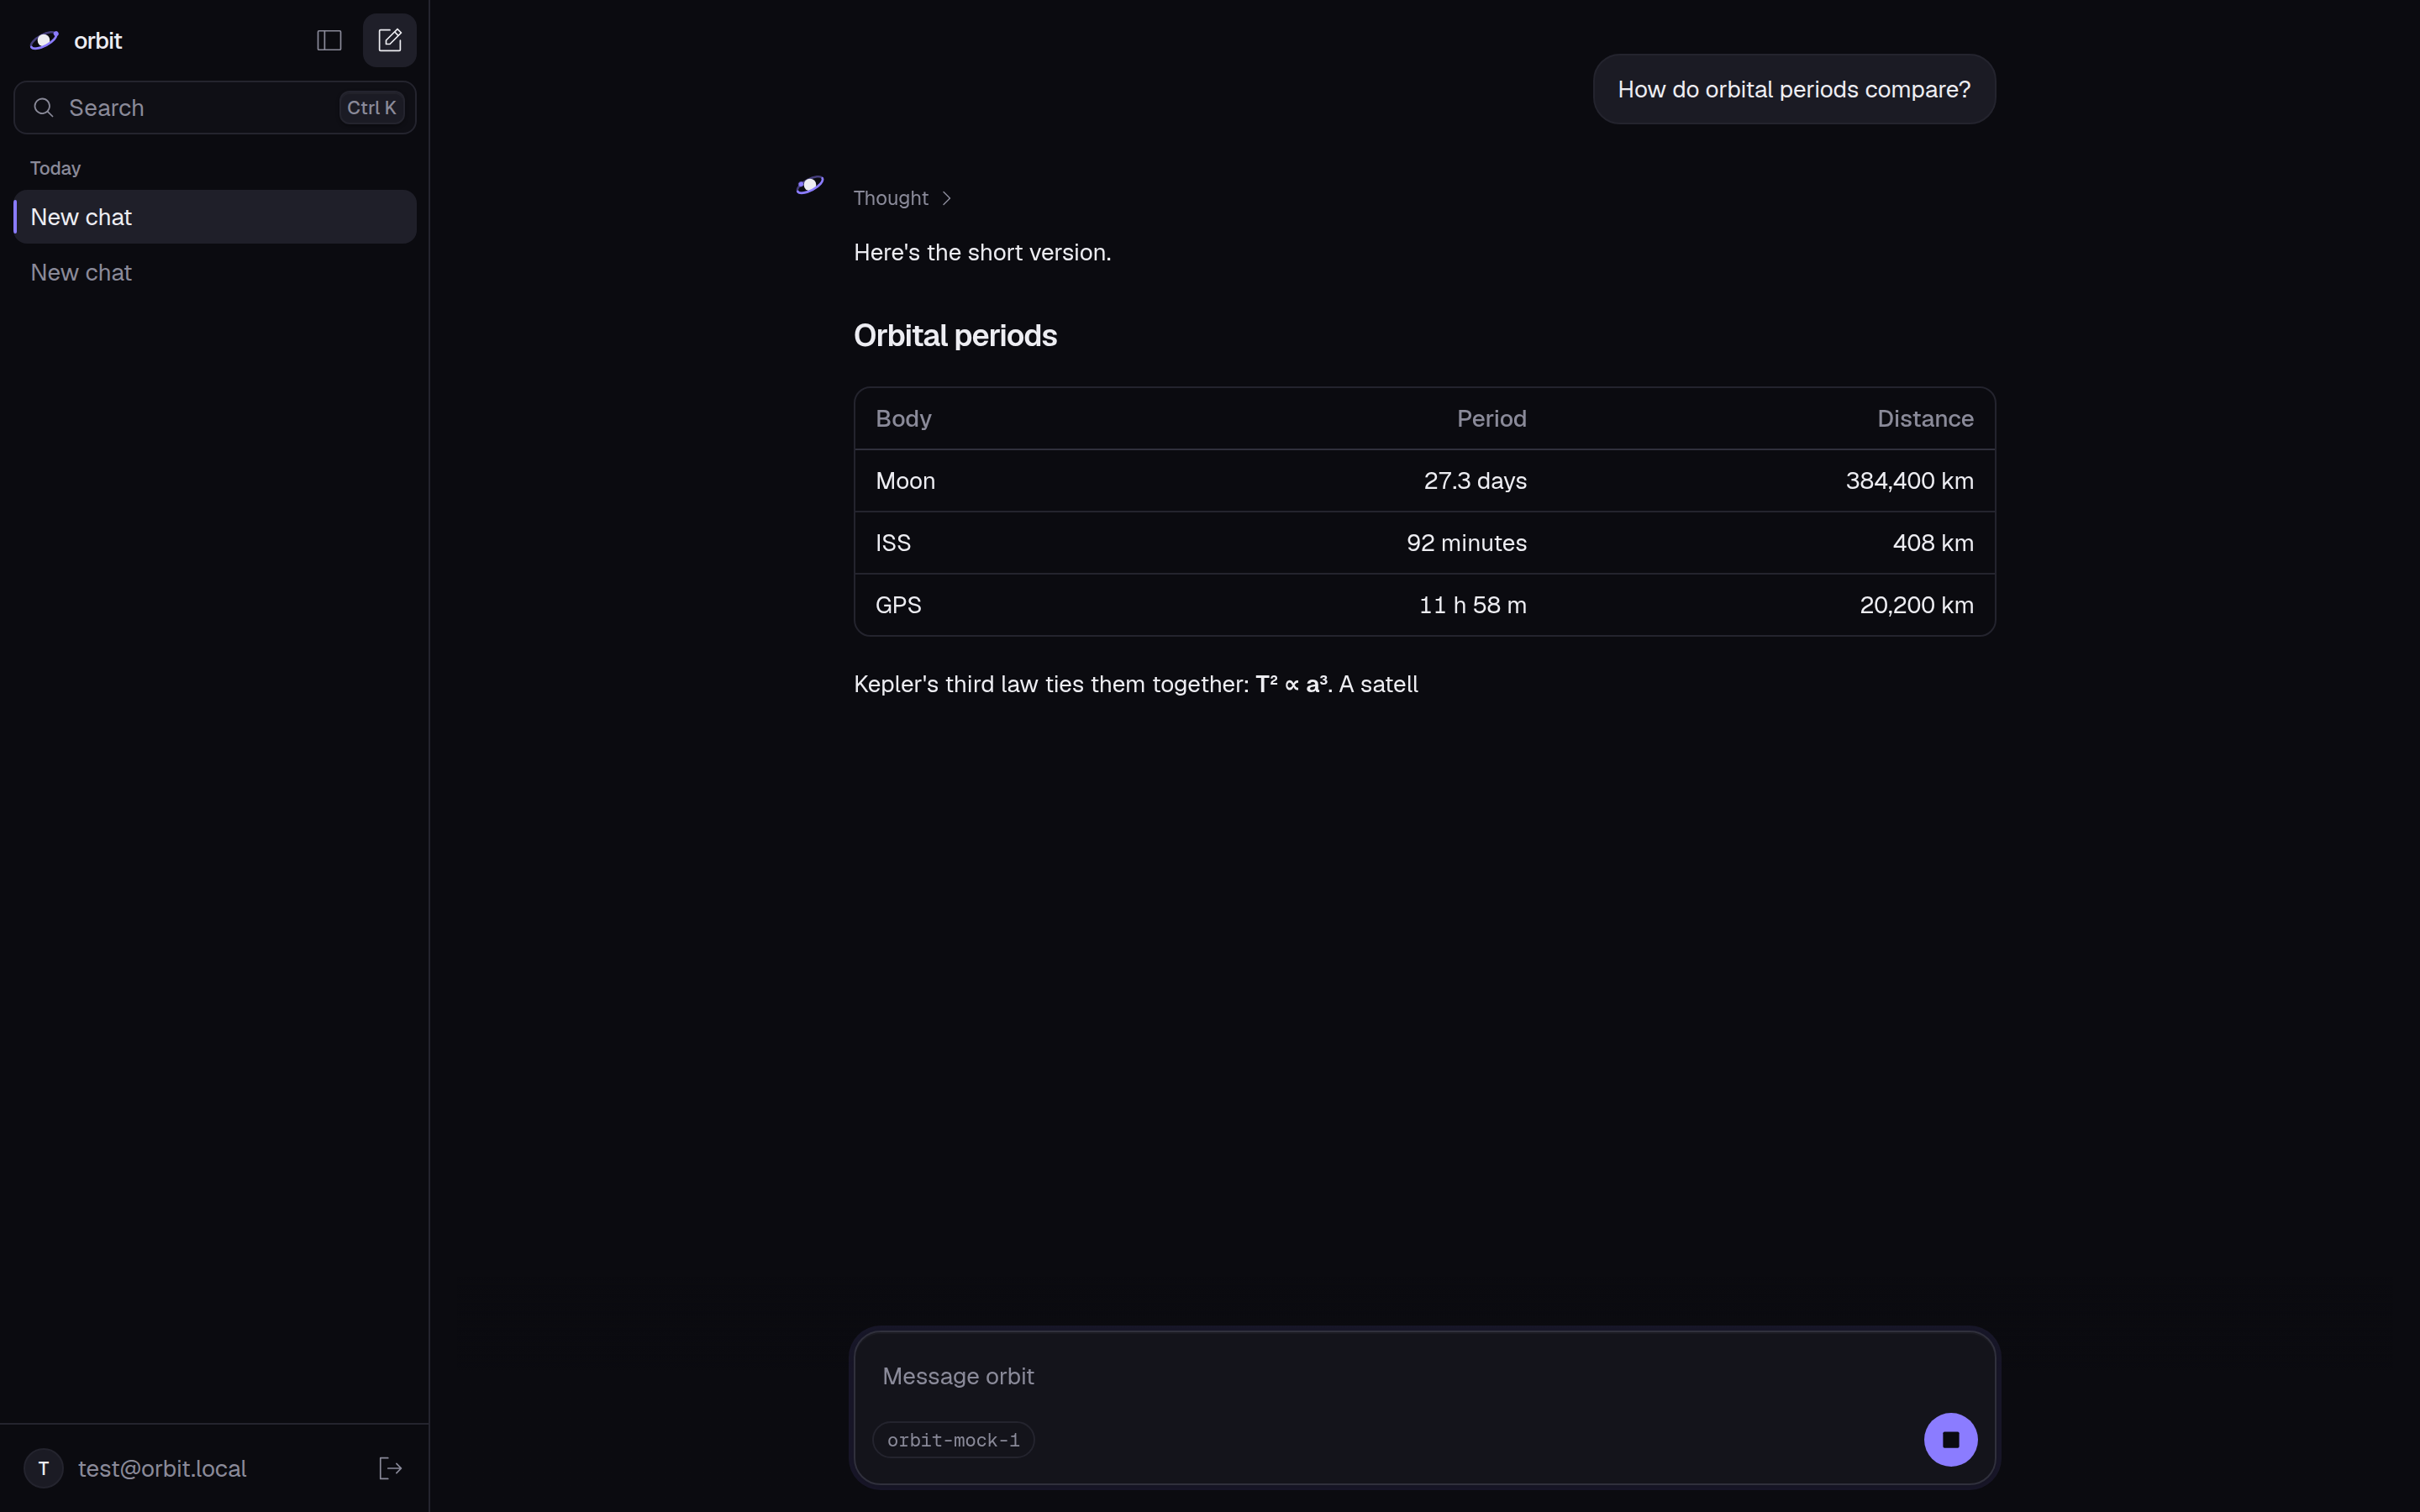 orbit
Search
Ctrl K
Today
New chat
New chat
T
test@orbit.local
How do orbital periods compare?
Thought
Here's the short version.
Orbital periods
Body Period Distance
Moon 27.3 days 384,400 km
ISS 92 minutes 408 km
GPS 11 h 58 m 20,200 km
Kepler's third law ties them together: T² ∝ a³. A satell
Message orbit
orbit-mock-1